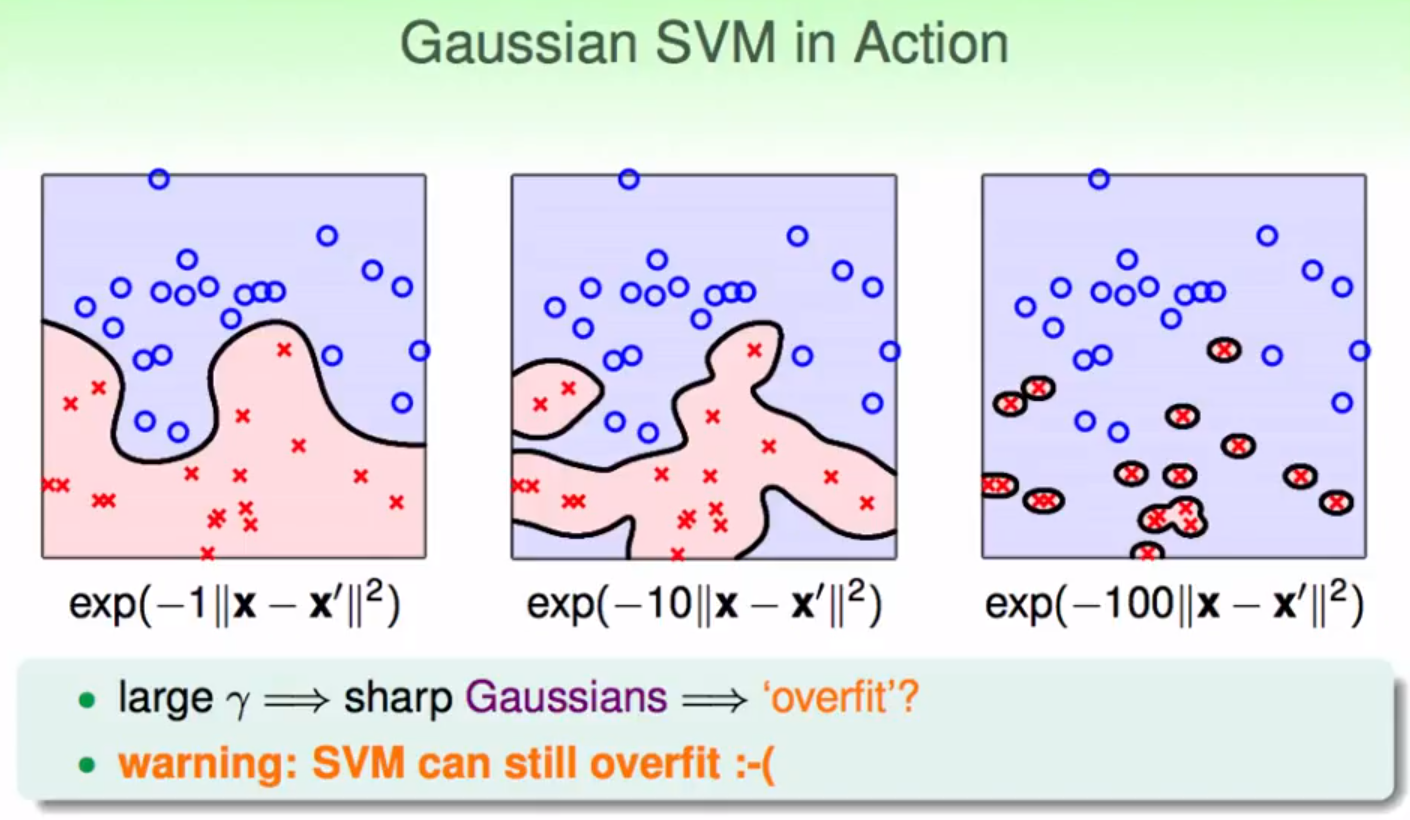 Gaussian SVM in Action
exp(−1‖x − x′‖²)
exp(−10‖x − x′‖²)
exp(−100‖x − x′‖²)
• large γ ⟹ sharp Gaussians ⟹ ‘overfit’?
• warning: SVM can still overfit :-(